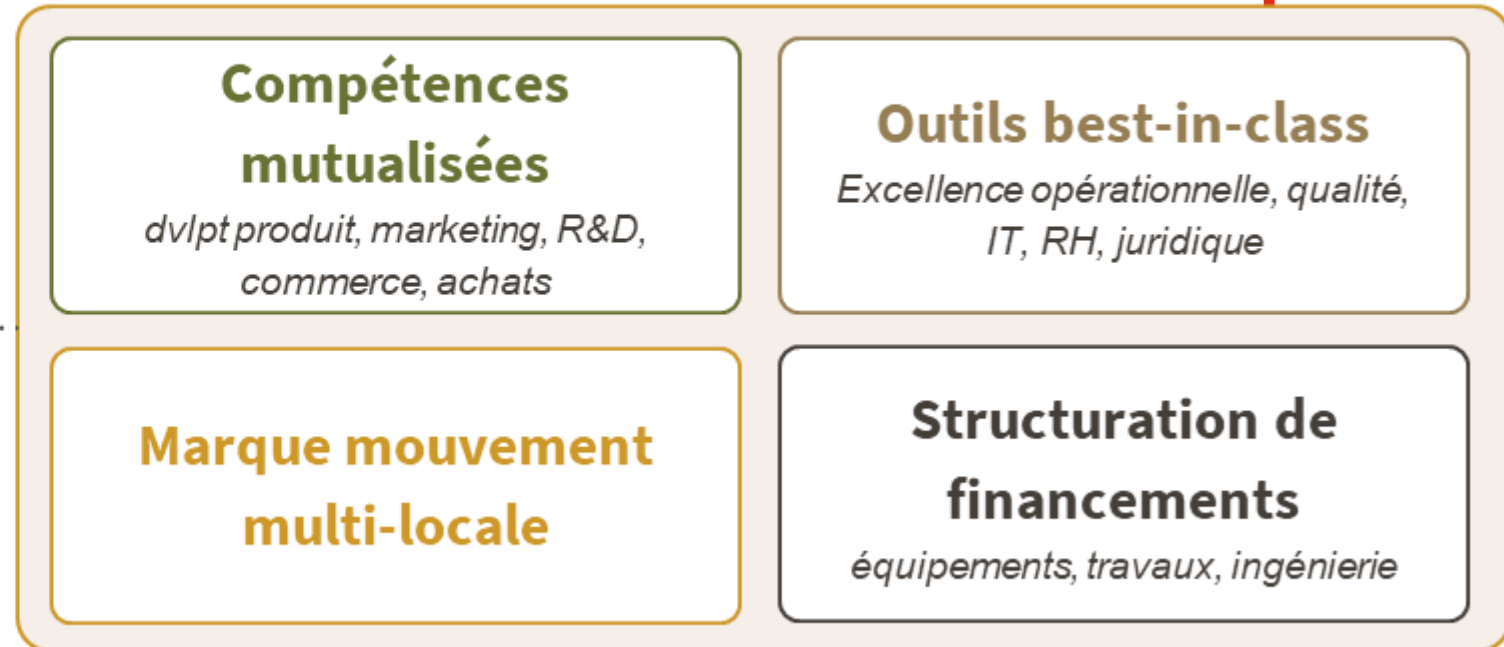 Compétences
mutualisées
dvlpt produit, marketing, R&D,
commerce, achats
Outils best-in-class
Excellence opérationnelle, qualité,
IT, RH, juridique
Marque mouvement
multi-locale
Structuration de
financements
équipements, travaux, ingénierie